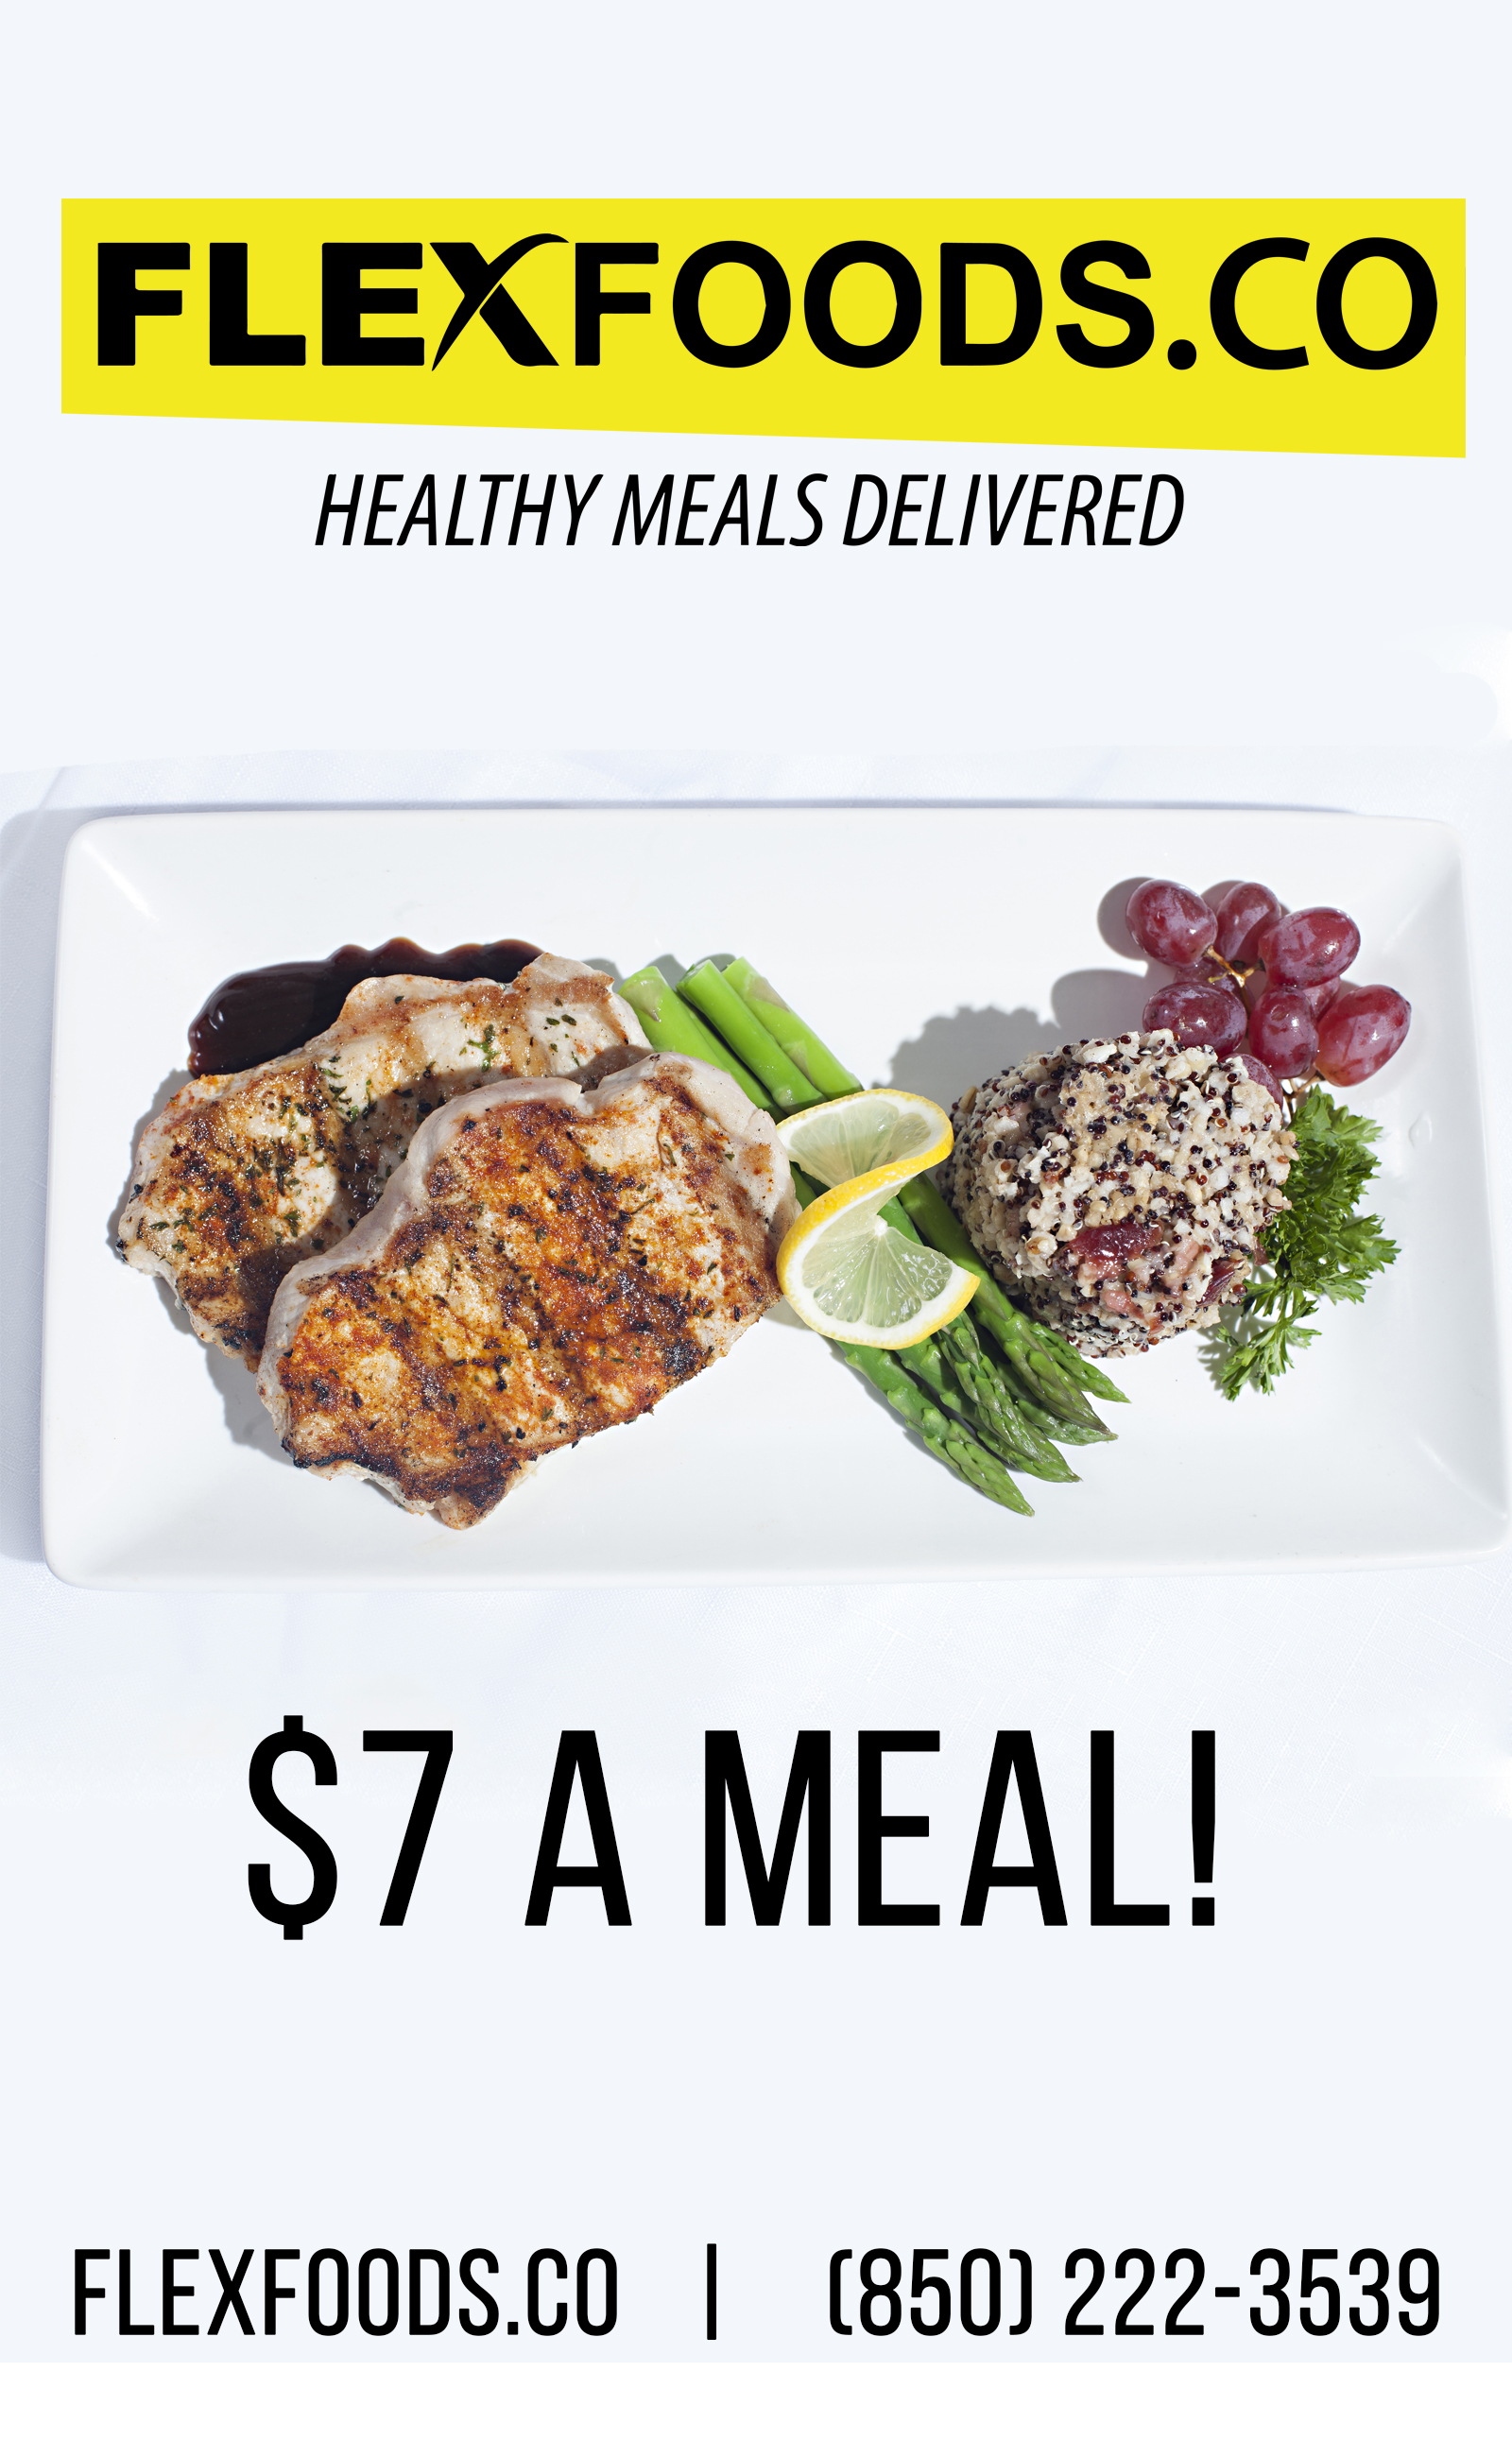 FLEXFOODS.CO
HEALTHY MEALS DELIVERED
$7 A MEAL!
FLEXFOODS.CO | (850) 222-3539